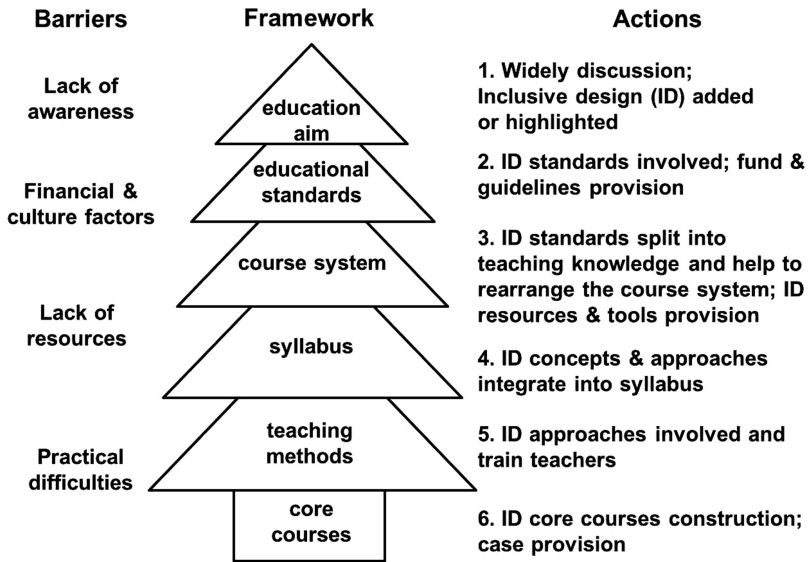 Barriers
Framework
Actions
Lack of
awareness
education
aim
1. Widely discussion;
Inclusive design (ID) added
or highlighted
Financial &
culture factors
educational
standards
2. ID standards involved; fund &
guidelines provision
course system
3. ID standards split into
teaching knowledge and help to
rearrange the course system; ID
resources & tools provision
Lack of
resources
syllabus
4. ID concepts & approaches
integrate into syllabus
Practical
difficulties
teaching
methods
5. ID approaches involved and
train teachers
core
courses
6. ID core courses construction;
case provision